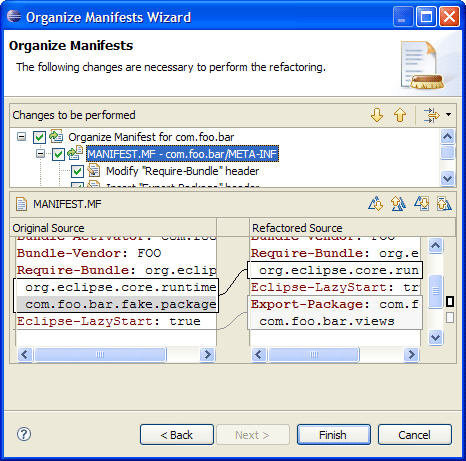 Organize Manifests Wizard
Organize Manifests
The following changes are necessary to perform the refactoring.
Changes to be performed
Organize Manifest for com.foo.bar
MANIFEST.MF - com.foo.bar/META-INF
Modify "Require-Bundle" header
Insert "Export-Package" header
MANIFEST.MF
Original Source
Refactored Source
Bundle-Activator: com.foo
Bundle-Vendor: FOO
Require-Bundle: org.eclip
org.eclipse.core.runtime
com.foo.bar.fake.package
Eclipse-LazyStart: true
Bundle-Vendor: FOO
Require-Bundle: org.e
org.eclipse.core.run
Eclipse-LazyStart: tr
Export-Package: com.f
com.foo.bar.views
?
< Back
Next >
Finish
Cancel